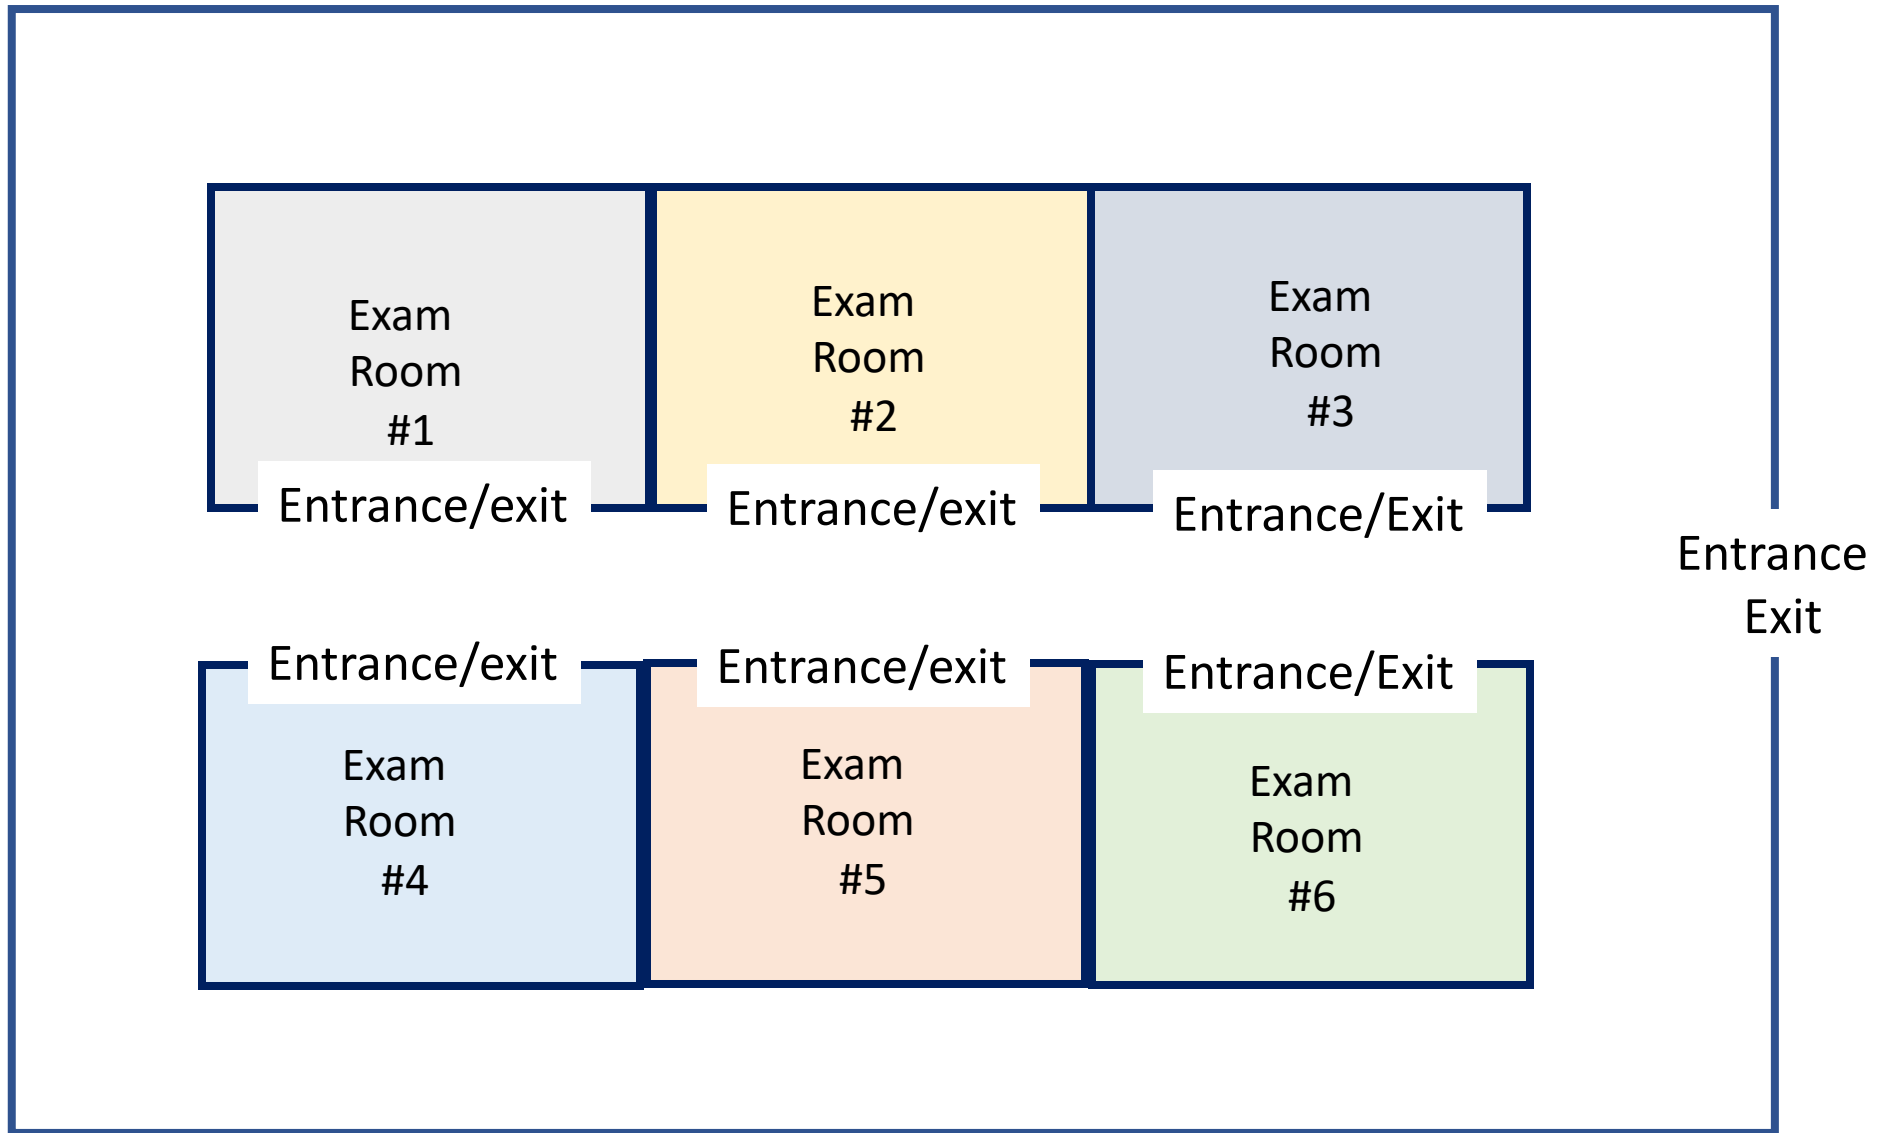 Exam
Room
#1
Entrance/exit
Exam
Room
#2
Entrance/exit
Exam
Room
#3
Entrance/Exit
Entrance
Exit
Entrance/exit
Exam
Room
#4
Entrance/exit
Exam
Room
#5
Entrance/Exit
Exam
Room
#6